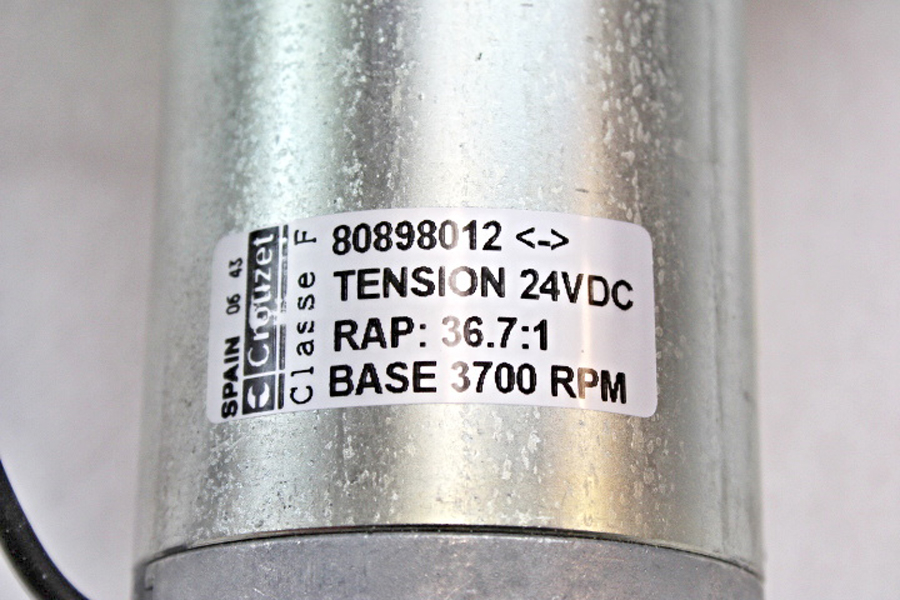 80898012 <->
TENSION 24VDC
RAP: 36.7:1
BASE 3700 RPM
SPAIN 06 43
Crouzet
Classe F